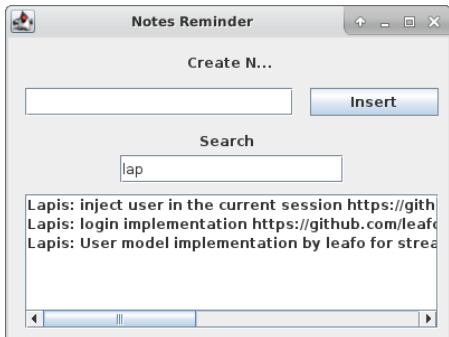 Notes Reminder
Create N...
Insert
Search
lap
Lapis: inject user in the current session https://gith
Lapis: login implementation https://github.com/leafo
Lapis: User model implementation by leafo for strea